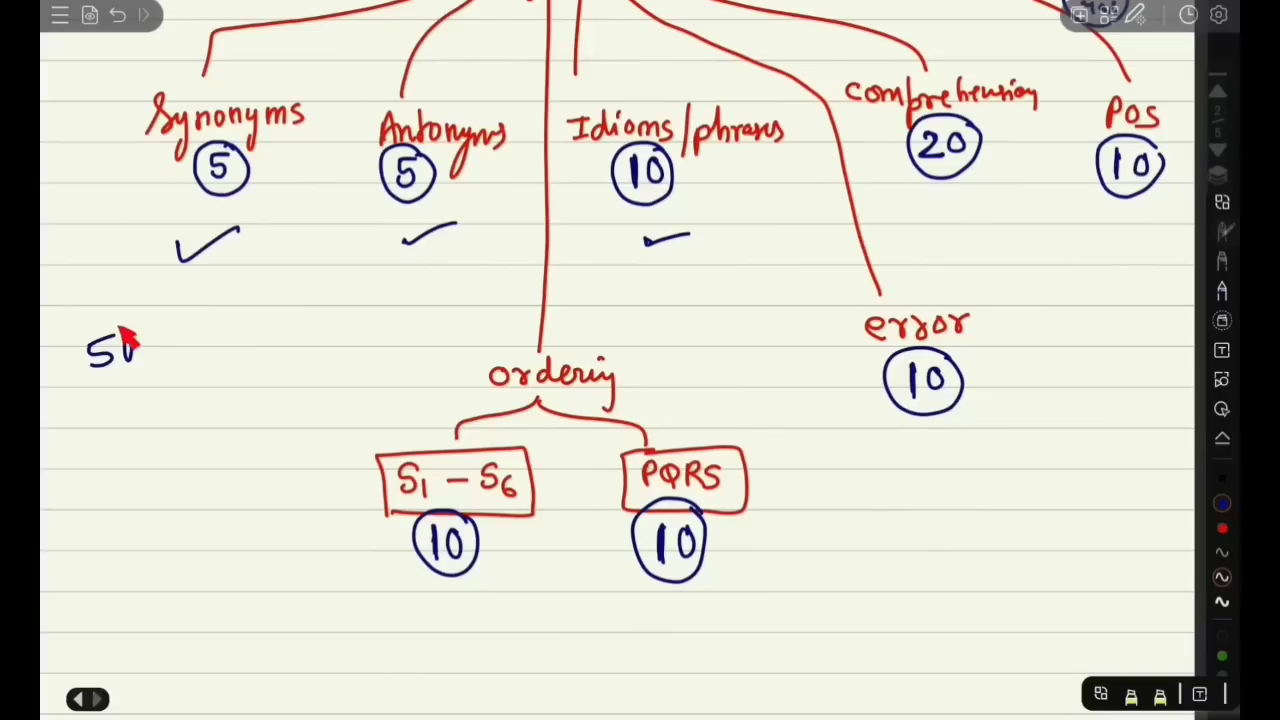 Synonyms
5
Antonyms
5
Idioms/phrases
10
comprehension
20
POS
10
error
10
50
ordering
S1 - S6
10
PQRS
10